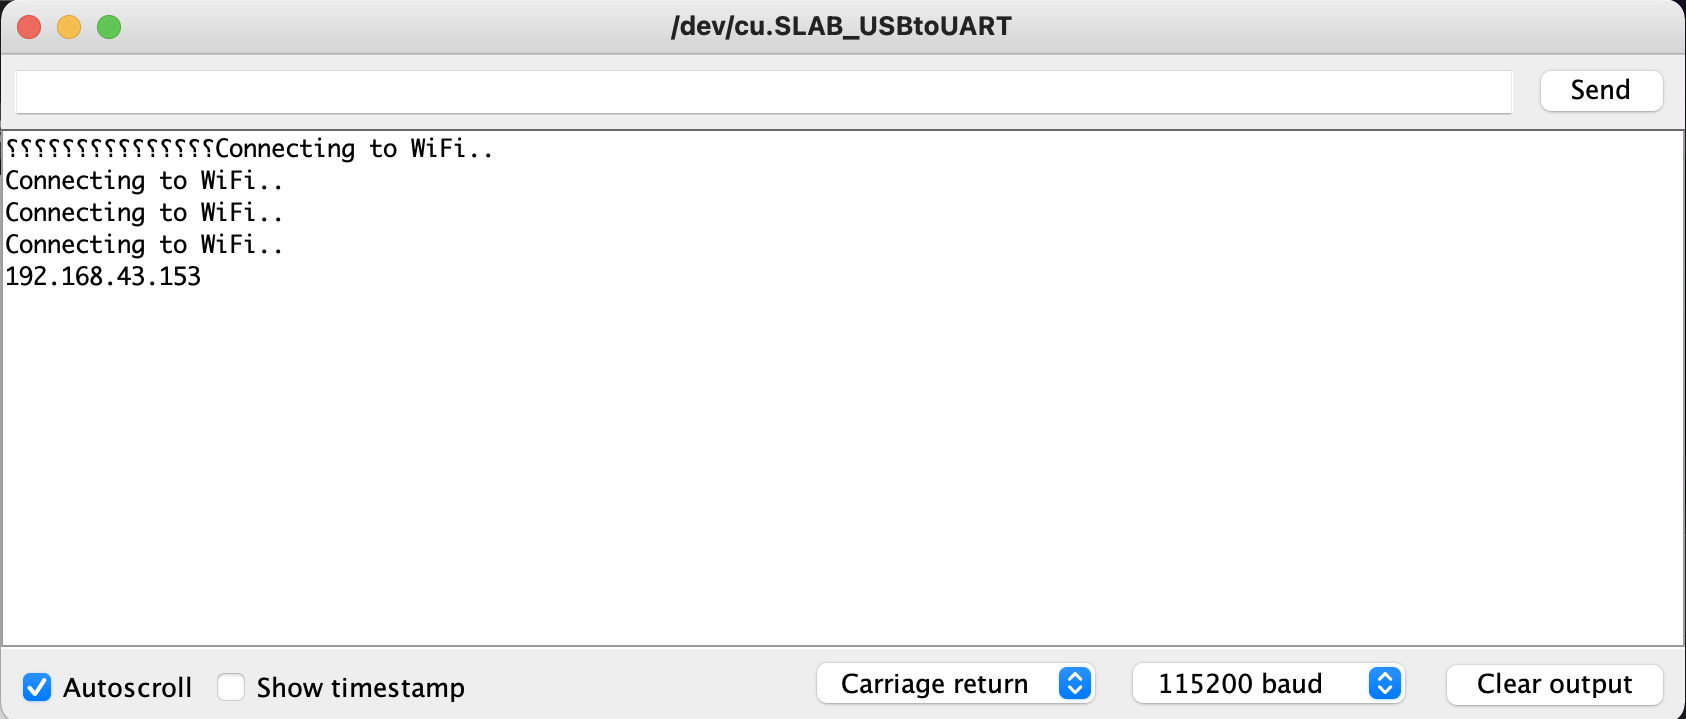 /dev/cu.SLAB_USBtoUART
Send
⸮⸮⸮⸮⸮⸮⸮⸮⸮⸮⸮⸮⸮⸮⸮Connecting to WiFi..
Connecting to WiFi..
Connecting to WiFi..
Connecting to WiFi..
192.168.43.153
Autoscroll Show timestamp Carriage return 115200 baud Clear output